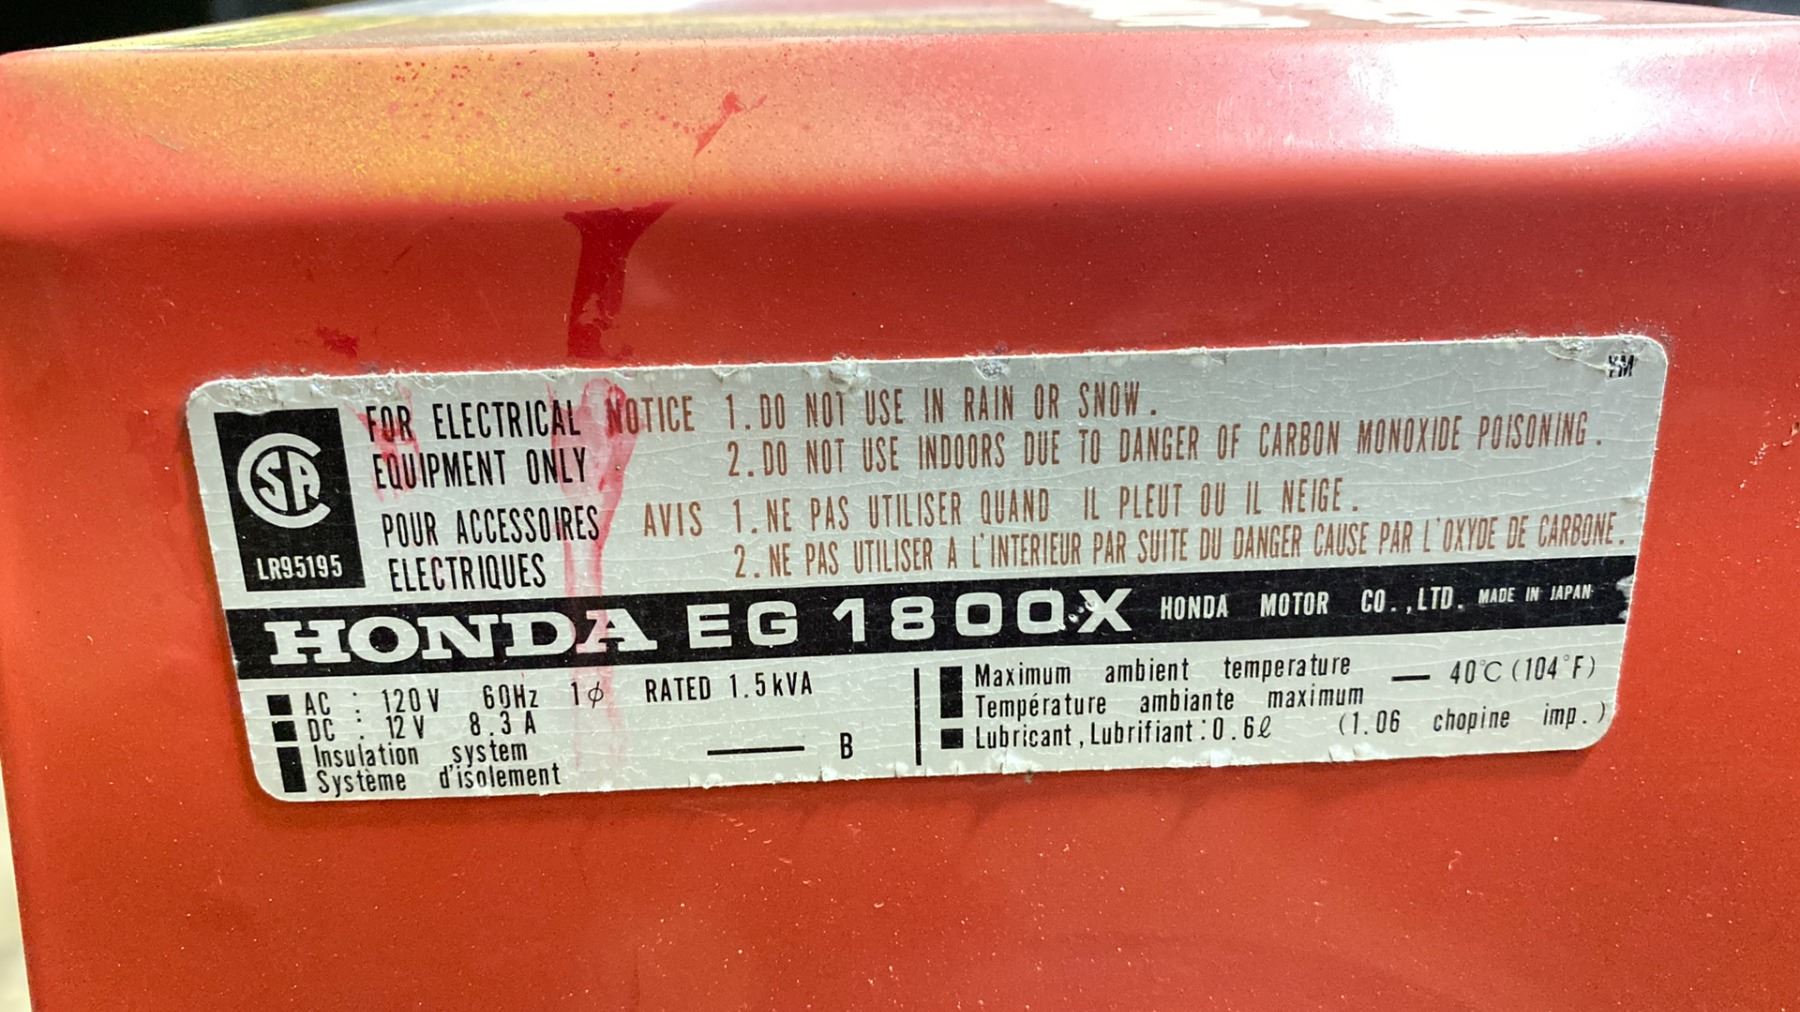 YM
CSA
LR95195
FOR ELECTRICAL
EQUIPMENT ONLY
POUR ACCESSOIRES
ELECTRIQUES
NOTICE 1. DO NOT USE IN RAIN OR SNOW.
2. DO NOT USE INDOORS DUE TO DANGER OF CARBON MONOXIDE POISONING.
AVIS 1. NE PAS UTILISER QUAND IL PLEUT OU IL NEIGE.
2. NE PAS UTILISER A L'INTERIEUR PAR SUITE DU DANGER CAUSE PAR L'OXYDE DE CARBONE.
HONDA EG 1800X HONDA MOTOR CO.,LTD. MADE IN JAPAN
AC : 120V 60Hz 1ϕ RATED 1.5kVA
DC : 12V 8.3A
Insulation system
Système d'isolement — B
Maximum ambient temperature — 40°C (104°F)
Température ambiante maximum
Lubricant, Lubrifiant : 0.6ℓ (1.06 chopine imp.)